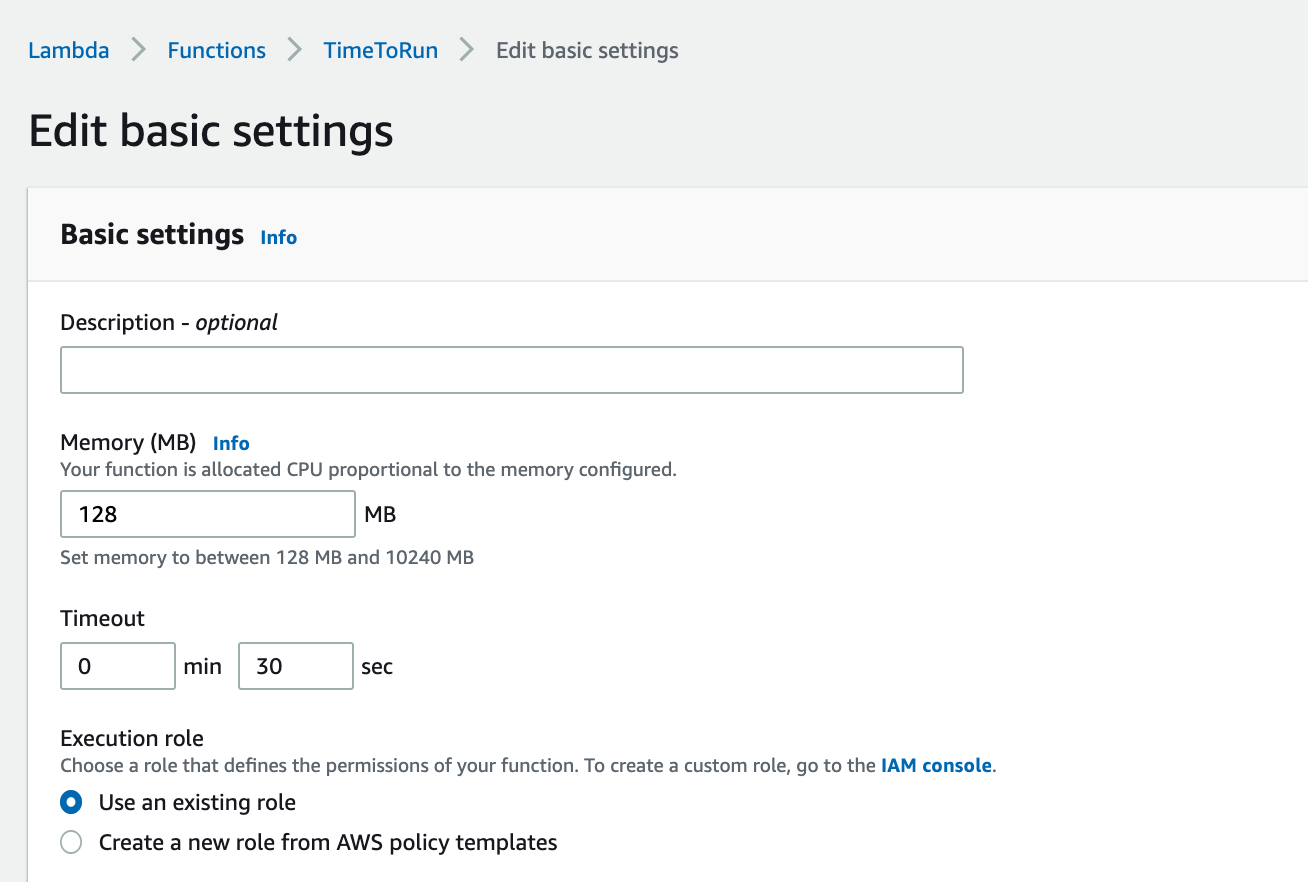 Lambda > Functions > TimeToRun > Edit basic settings
Edit basic settings
Basic settings Info
Description - optional
Memory (MB) Info
Your function is allocated CPU proportional to the memory configured.
128 MB
Set memory to between 128 MB and 10240 MB
Timeout
0 min 30 sec
Execution role
Choose a role that defines the permissions of your function. To create a custom role, go to the IAM console.
Use an existing role
Create a new role from AWS policy templates